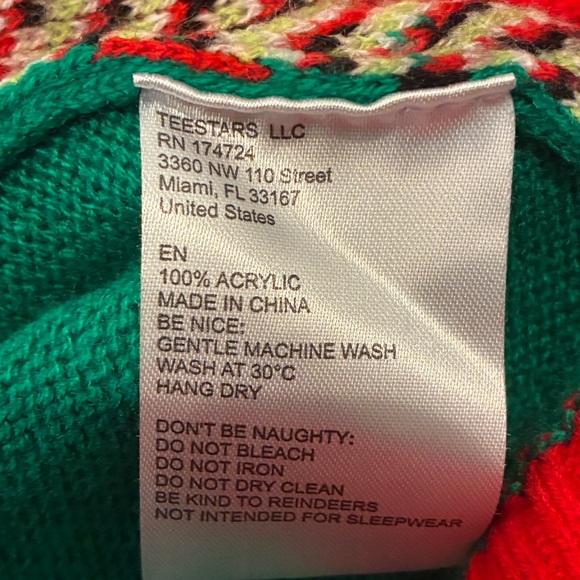 TEESTARS LLC
RN 174724
3360 NW 110 Street
Miami, FL 33167
United States
EN
100% ACRYLIC
MADE IN CHINA
BE NICE:
GENTLE MACHINE WASH
WASH AT 30°C
HANG DRY
DON'T BE NAUGHTY:
DO NOT BLEACH
DO NOT IRON
DO NOT DRY CLEAN
BE KIND TO REINDEERS
NOT INTENDED FOR SLEEPWEAR